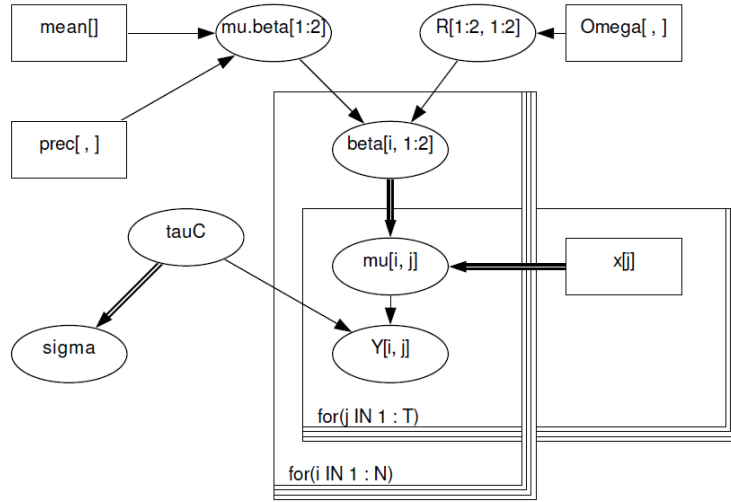 mean[]
mu.beta[1:2]
R[1:2, 1:2]
Omega[ , ]
prec[ , ]
beta[i, 1:2]
tauC
mu[i, j]
x[j]
sigma
Y[i, j]
for(j IN 1 : T)
for(i IN 1 : N)